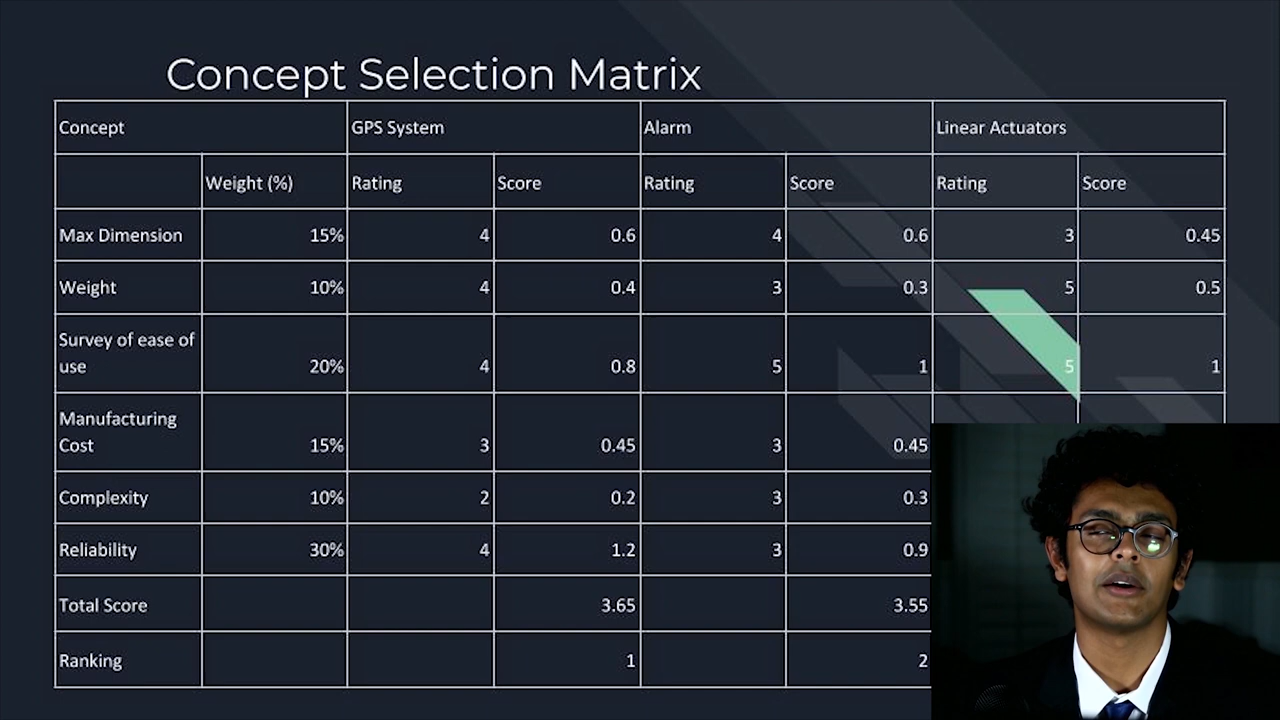 Concept Selection Matrix
Concept GPS System Alarm Linear Actuators
Weight (%) Rating Score Rating Score Rating Score
Max Dimension 15% 4 0.6 4 0.6 3 0.45
Weight 10% 4 0.4 3 0.3 5 0.5
Survey of ease of
use 20% 4 0.8 5 1 5 1
Manufacturing
Cost 15% 3 0.45 3 0.45
Complexity 10% 2 0.2 3 0.3
Reliability 30% 4 1.2 3 0.9
Total Score 3.65 3.55
Ranking 1 2